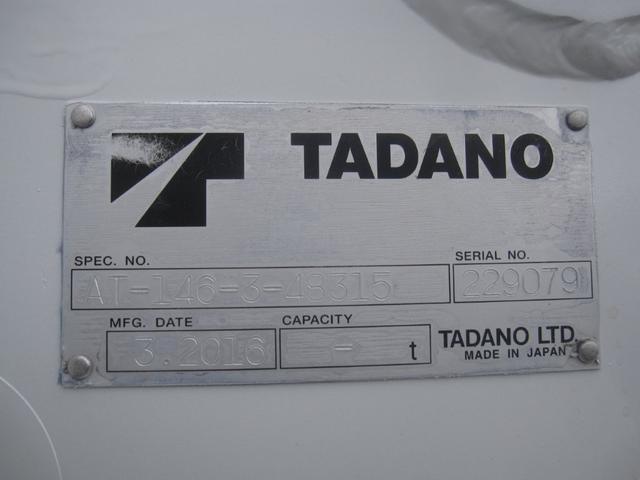 TADANO
SPEC. NO.
SERIAL NO.
AT-146-3-48315
229079
MFG. DATE
CAPACITY
3.2016
- t
TADANO LTD.
MADE IN JAPAN